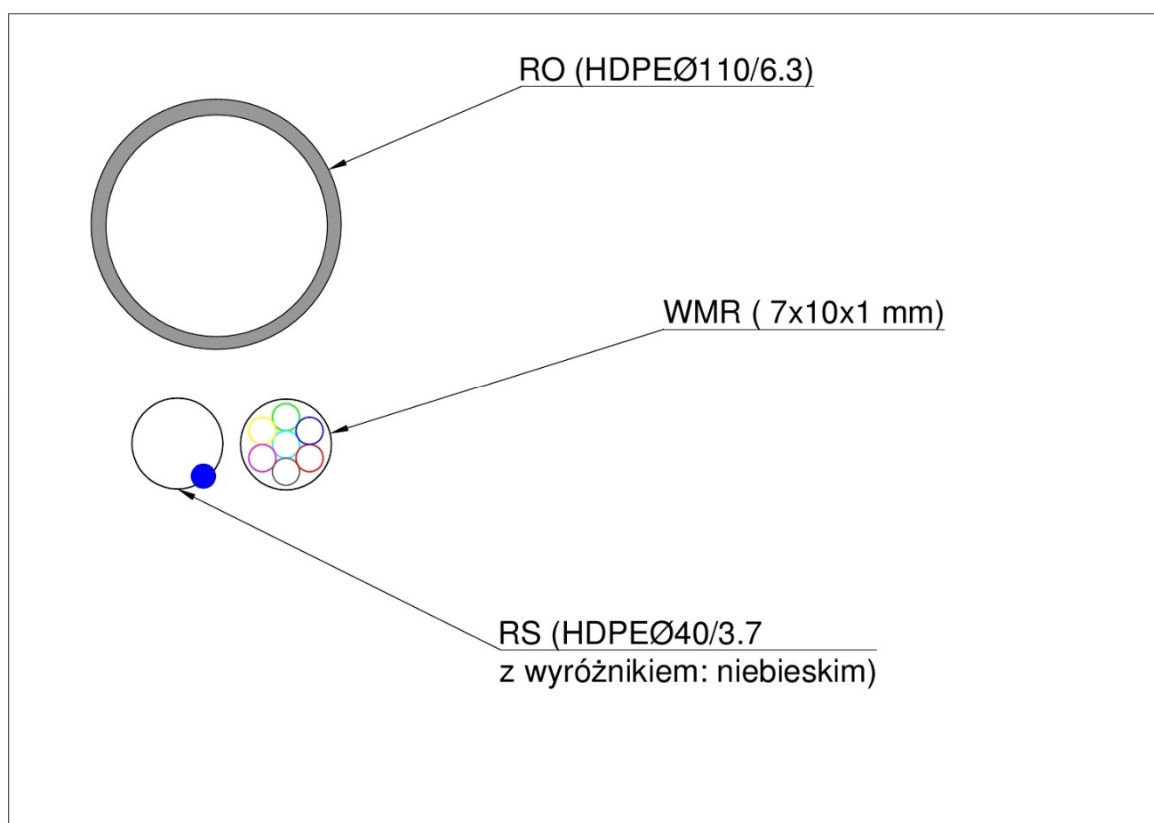 RO (HDPEØ110/6.3)
WMR ( 7x10x1 mm)
RS (HDPEØ40/3.7
z wyróżnikiem: niebieskim)